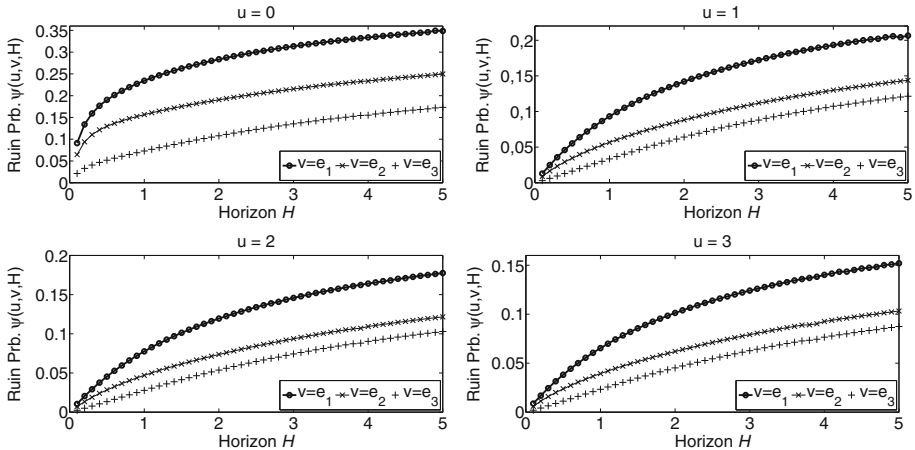 u = 0
Ruin Prb. ψ(u,v,H)
0.35
0.3
0.25
0.2
0.15
0.1
0.05
0
0 1 2 3 4 5
v=e₁ v=e₂ v=e₃
Horizon H
u = 1
Ruin Prb. ψ(u,v,H)
0,2
0.15
0.1
0.05
0
0 1 2 3 4 5
v=e₁ v=e₂ v=e₃
Horizon H
u = 2
Ruin Prb. ψ(u,v,H)
0.2
0.15
0.1
0.05
0
0 1 2 3 4 5
v=e₁ v=e₂ v=e₃
Horizon H
u = 3
Ruin Prb. ψ(u,v,H)
0.15
0.1
0.05
0
0 1 2 3 4 5
v=e₁ v=e₂ v=e₃
Horizon H